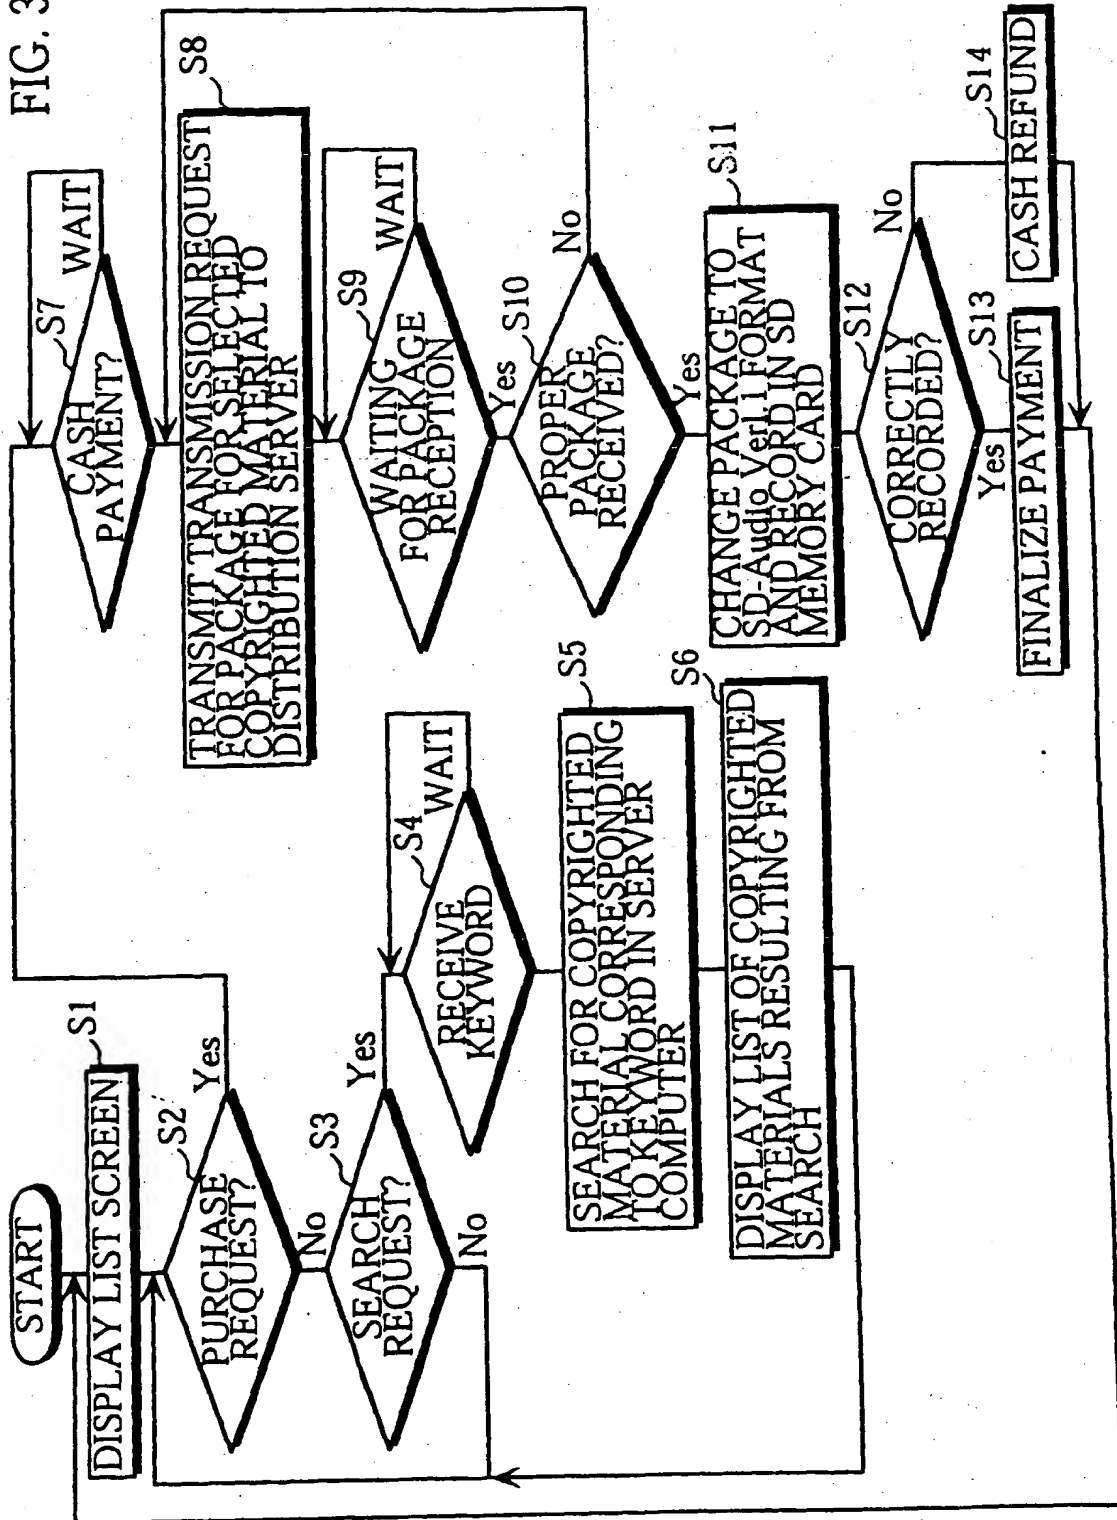 FIG. 3
START
S1
DISPLAY LIST SCREEN
S2
PURCHASE
REQUEST?
Yes
No
S3
SEARCH
REQUEST?
Yes
No
S4
RECEIVE
KEYWORD
WAIT
S5
SEARCH FOR COPYRIGHTED
MATERIAL CORRESPONDING
TO KEYWORD IN SERVER
COMPUTER
S6
DISPLAY LIST OF COPYRIGHTED
MATERIALS RESULTING FROM
SEARCH
S7
CASH
PAYMENT?
WAIT
S8
TRANSMIT TRANSMISSION REQUEST
FOR PACKAGE FOR SELECTED
COPYRIGHTED MATERIAL TO
DISTRIBUTION SERVER
S9
WAITING
FOR PACKAGE
RECEPTION
WAIT
Yes
S10
PROPER
PACKAGE
RECEIVED?
No
Yes
S11
CHANGE PACKAGE TO
SD-Audio Ver1.1 FORMAT
AND RECORD IN SD
MEMORY CARD
S12
CORRECTLY
RECORDED?
No
Yes
S13
FINALIZE PAYMENT
S14
CASH REFUND